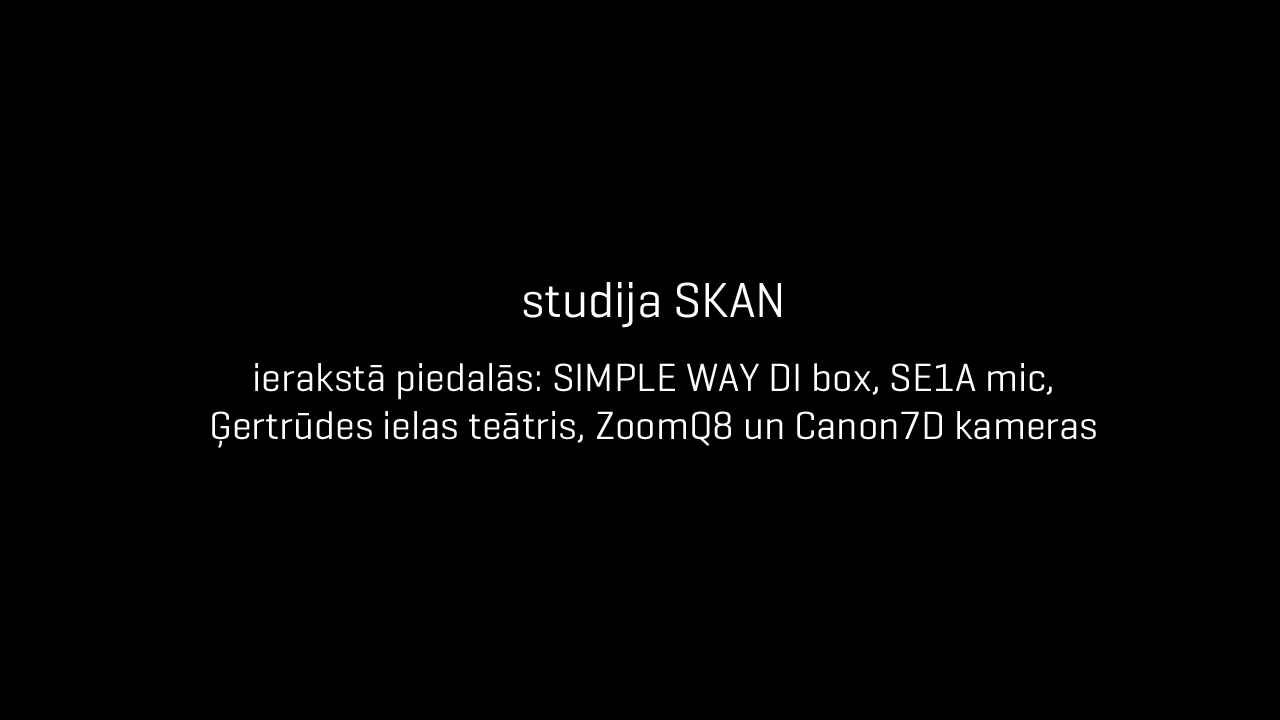 studija SKAN
ierakstā piedalās: SIMPLE WAY DI box, SE1A mic,
Ģertrūdes ielas teātris, ZoomQ8 un Canon7D kameras